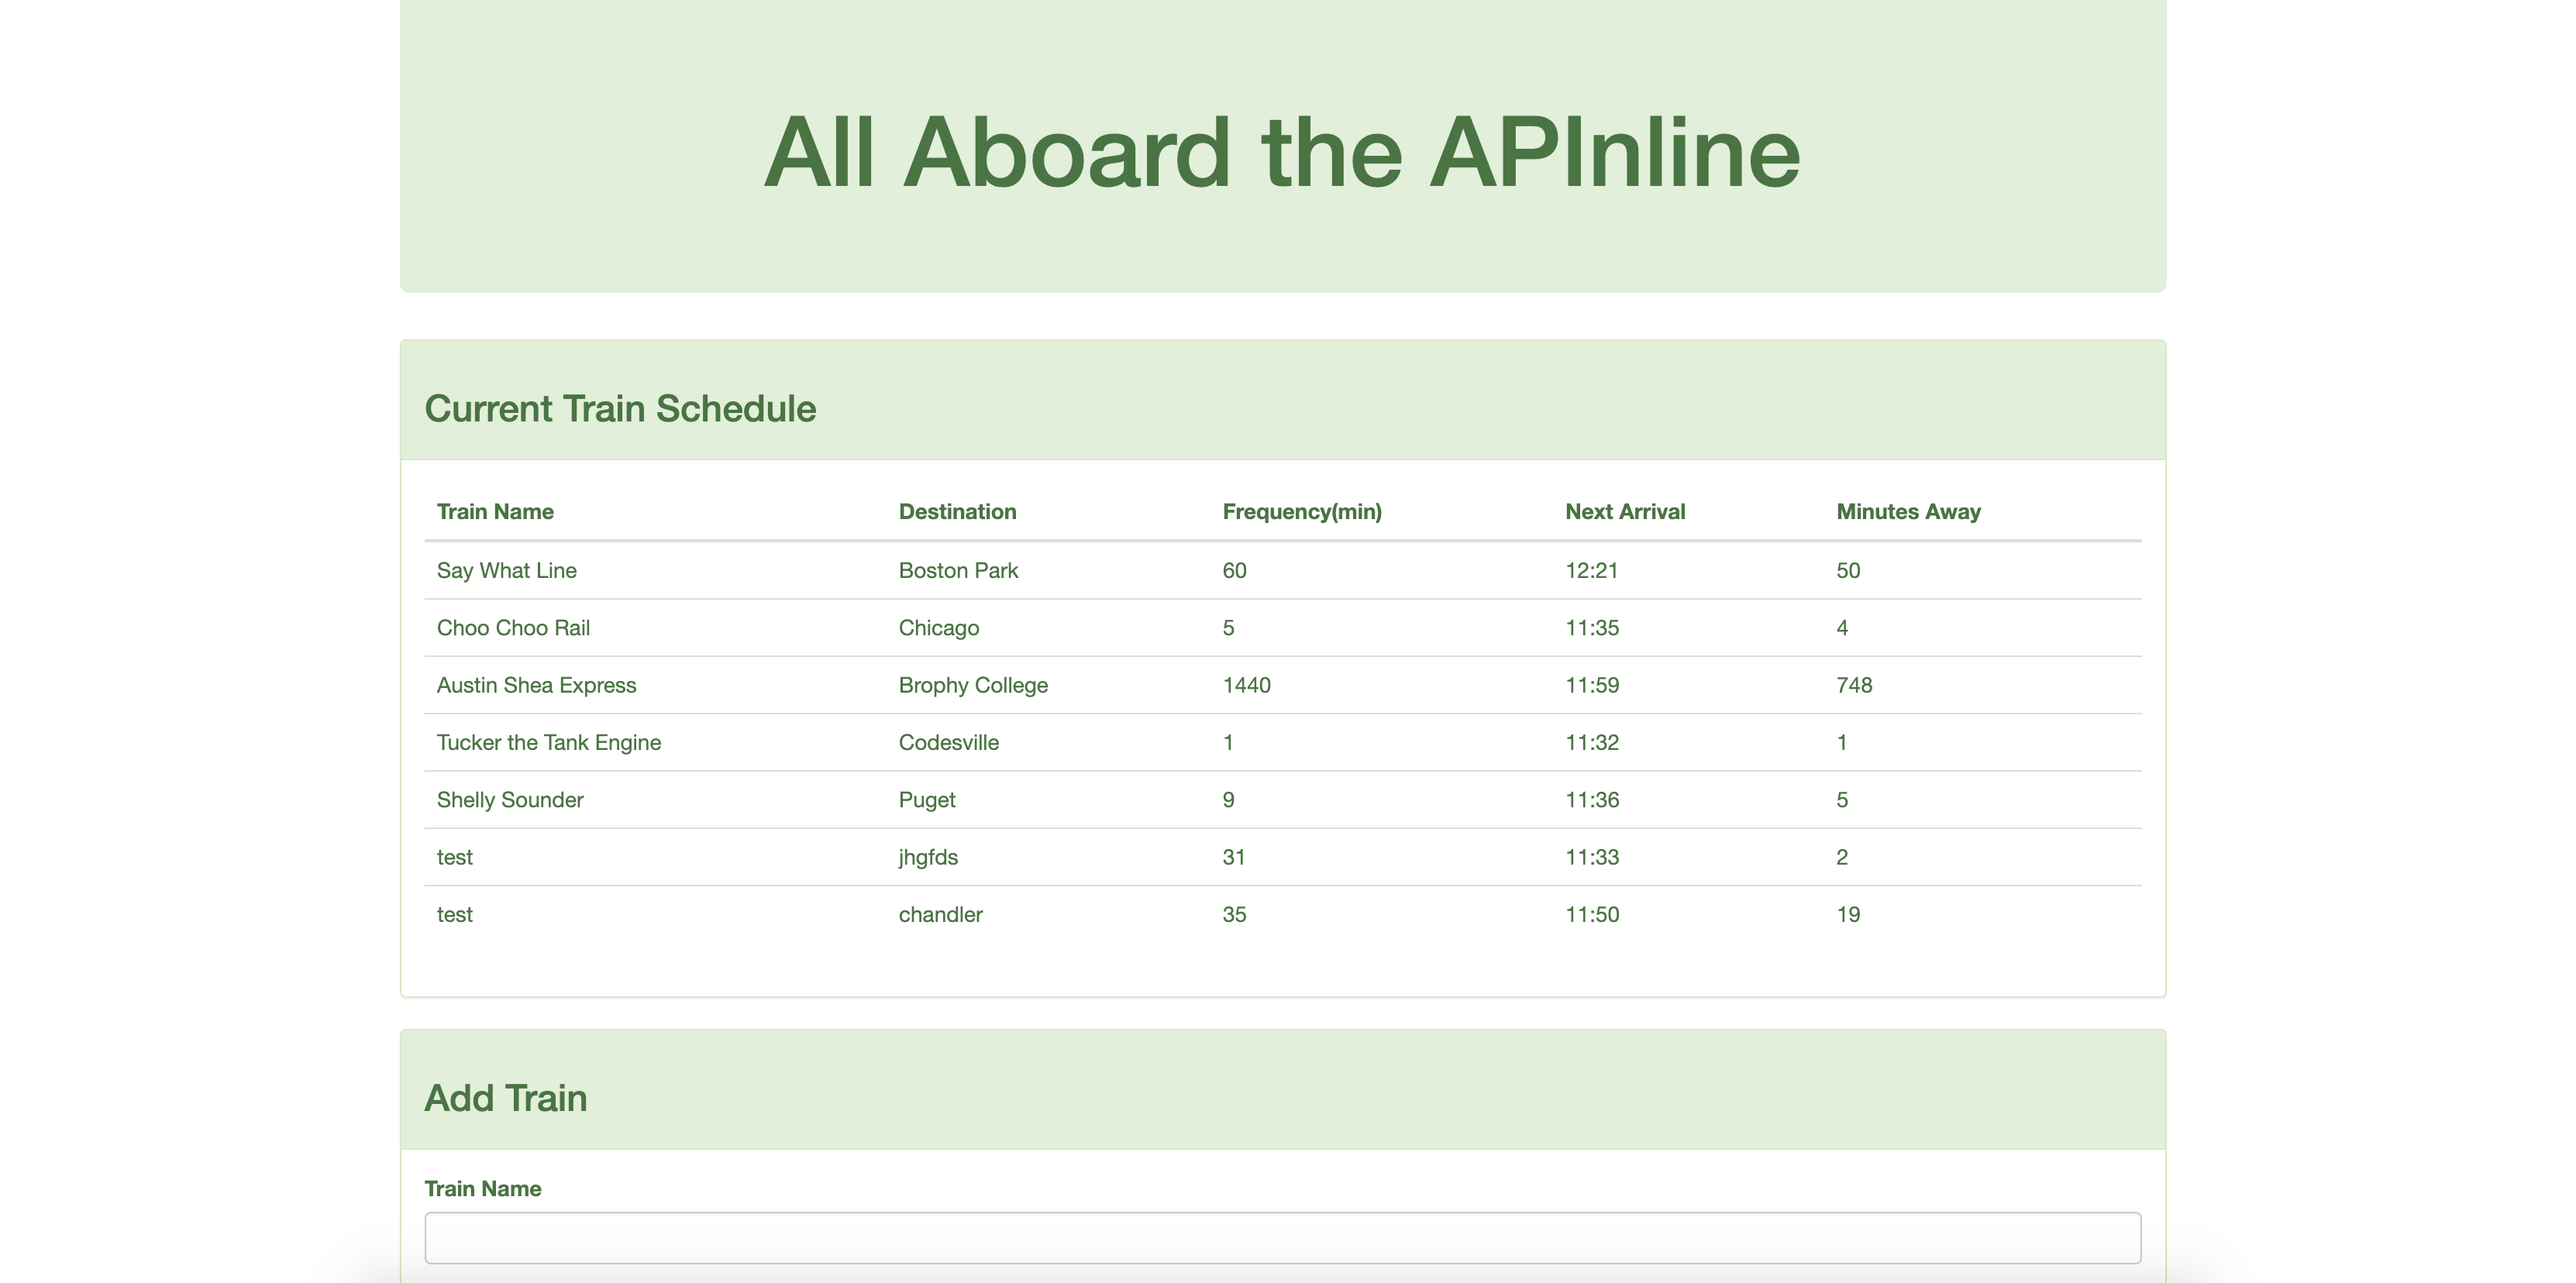 All Aboard the APInline
Current Train Schedule
Train Name Destination Frequency(min) Next Arrival Minutes Away
Say What Line Boston Park 60 12:21 50
Choo Choo Rail Chicago 5 11:35 4
Austin Shea Express Brophy College 1440 11:59 748
Tucker the Tank Engine Codesville 1 11:32 1
Shelly Sounder Puget 9 11:36 5
test jhgfds 31 11:33 2
test chandler 35 11:50 19
Add Train
Train Name